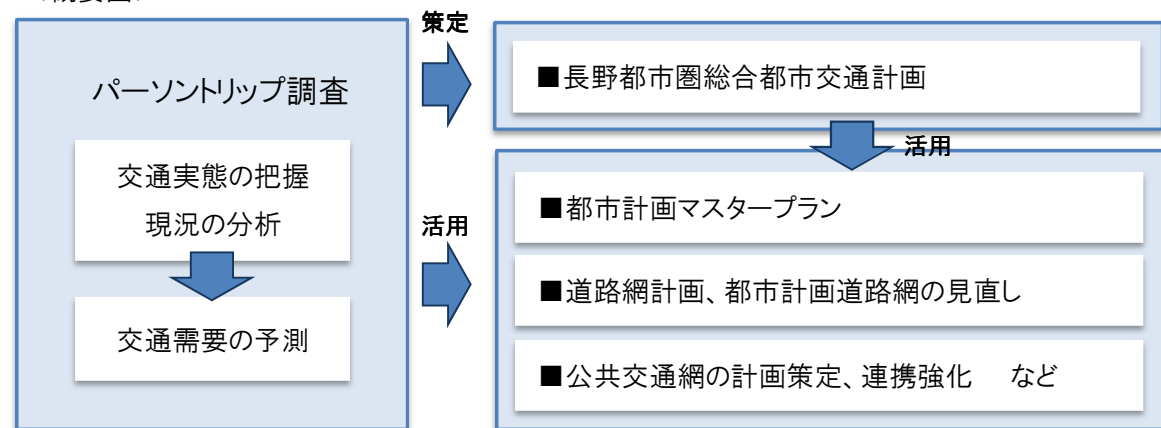 パーソントリップ調査
交通実態の把握
現況の分析
交通需要の予測
策定
■長野都市圏総合都市交通計画
活用
活用
■都市計画マスタープラン
■道路網計画、都市計画道路網の見直し
■公共交通網の計画策定、連携強化　など